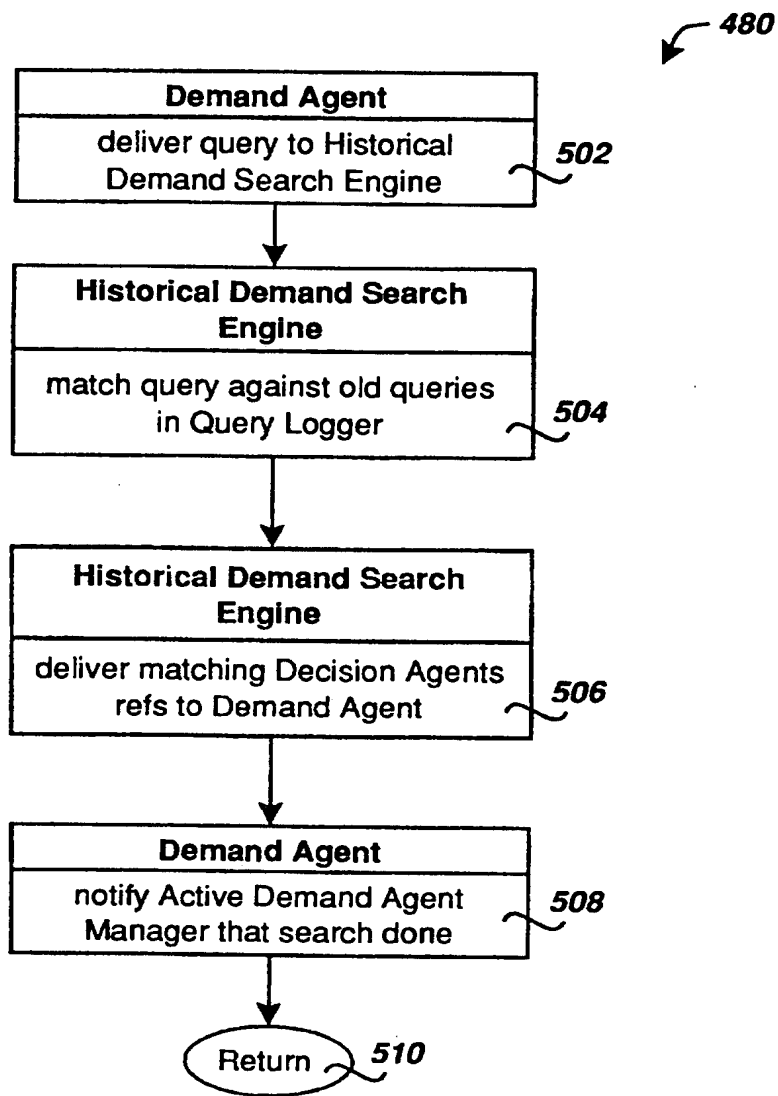 480
Demand Agent
deliver query to Historical
Demand Search Engine
502
Historical Demand Search
Engine
match query against old queries
in Query Logger
504
Historical Demand Search
Engine
deliver matching Decision Agents
refs to Demand Agent
506
Demand Agent
notify Active Demand Agent
Manager that search done
508
Return
510